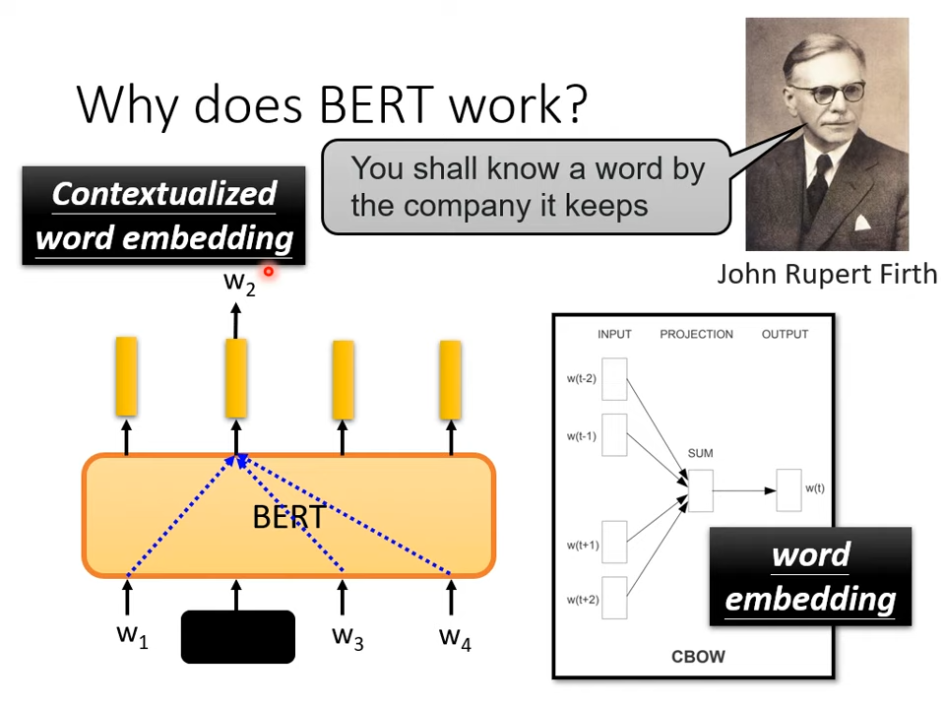 Why does BERT work?
You shall know a word by
the company it keeps
John Rupert Firth
Contextualized
word embedding
w2
BERT
w1
w3
w4
INPUT PROJECTION OUTPUT
w(t-2)
w(t-1)
SUM
w(t)
w(t+1)
w(t+2)
CBOW
word
embedding